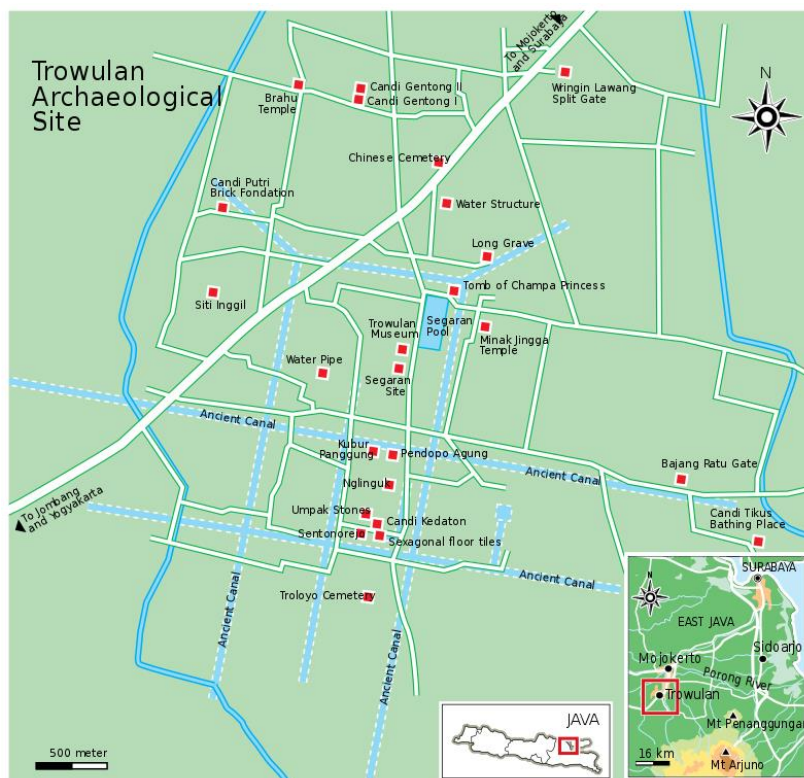 Trowulan
Archaeological
Site
To Mojokerto
and Surabaya
N
Brahu
Temple
Candi Gentong II
Candi Gentong I
Wringin Lawang
Split Gate
Chinese Cemetery
Candi Putri
Brick Fondation
Water Structure
Long Grave
Siti Inggil
Tomb of Champa Princess
Trowulan
Museum
Segaran
Pool
Minak Jingga
Temple
Water Pipe
Segaran
Site
Ancient Canal
Kubur
Panggung
Pendopo Agung
Ancient Canal
Bajang Ratu Gate
Nglinguk
To Jombang
and Yogyakarta
Umpak Stones
Candi Kedaton
Sentonorejo
Sexagonal floor tiles
Candi Tikus
Bathing Place
Ancient Canal
Troloyo Cemetery
Ancient Canal
Ancient Canal
500 meter
JAVA
N
SURABAYA
EAST JAVA
Sidoarjo
Mojokerto
Porong River
Trowulan
Mt Penanggungan
16 km
Mt Arjuno